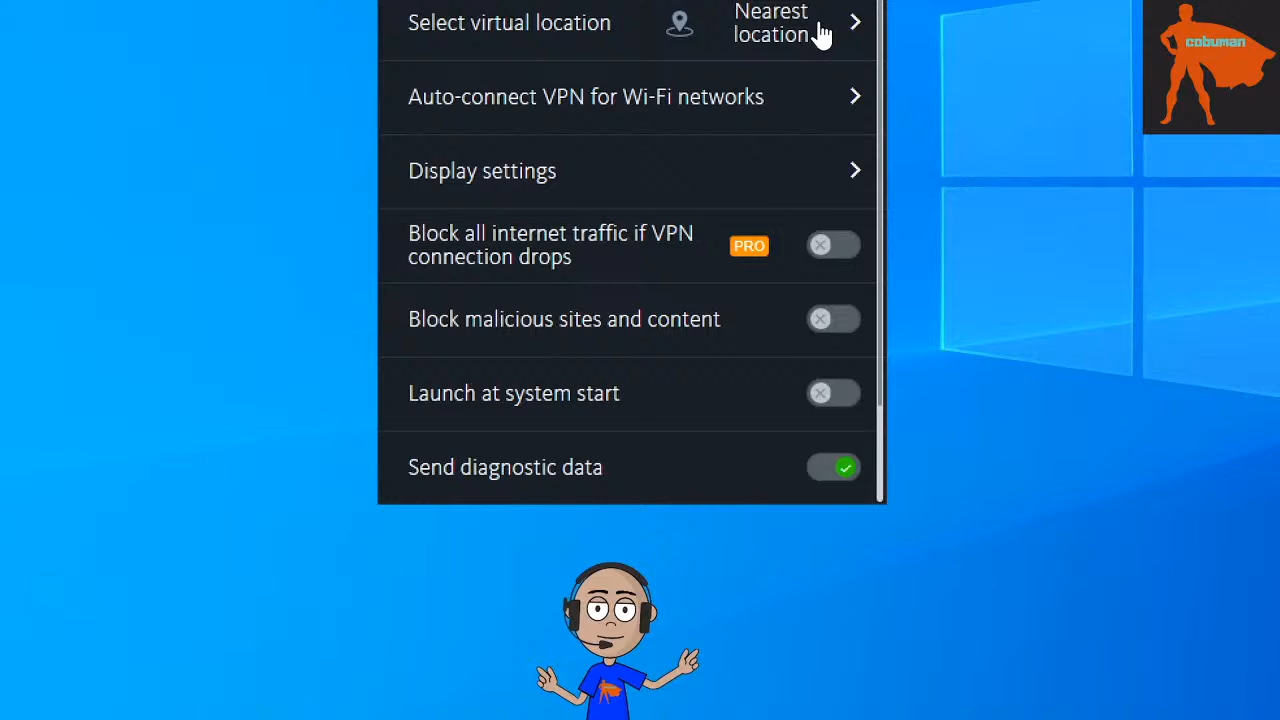 Select virtual location
Nearest
location
cobuman
Auto-connect VPN for Wi-Fi networks
Display settings
Block all internet traffic if VPN
connection drops
PRO
Block malicious sites and content
Launch at system start
Send diagnostic data